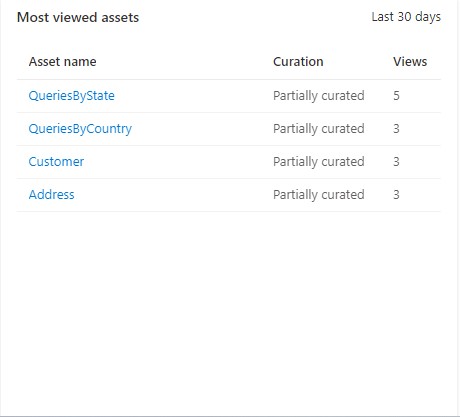 Most viewed assets Last 30 days
Asset name Curation Views
QueriesByState Partially curated 5
QueriesByCountry Partially curated 3
Customer Partially curated 3
Address Partially curated 3